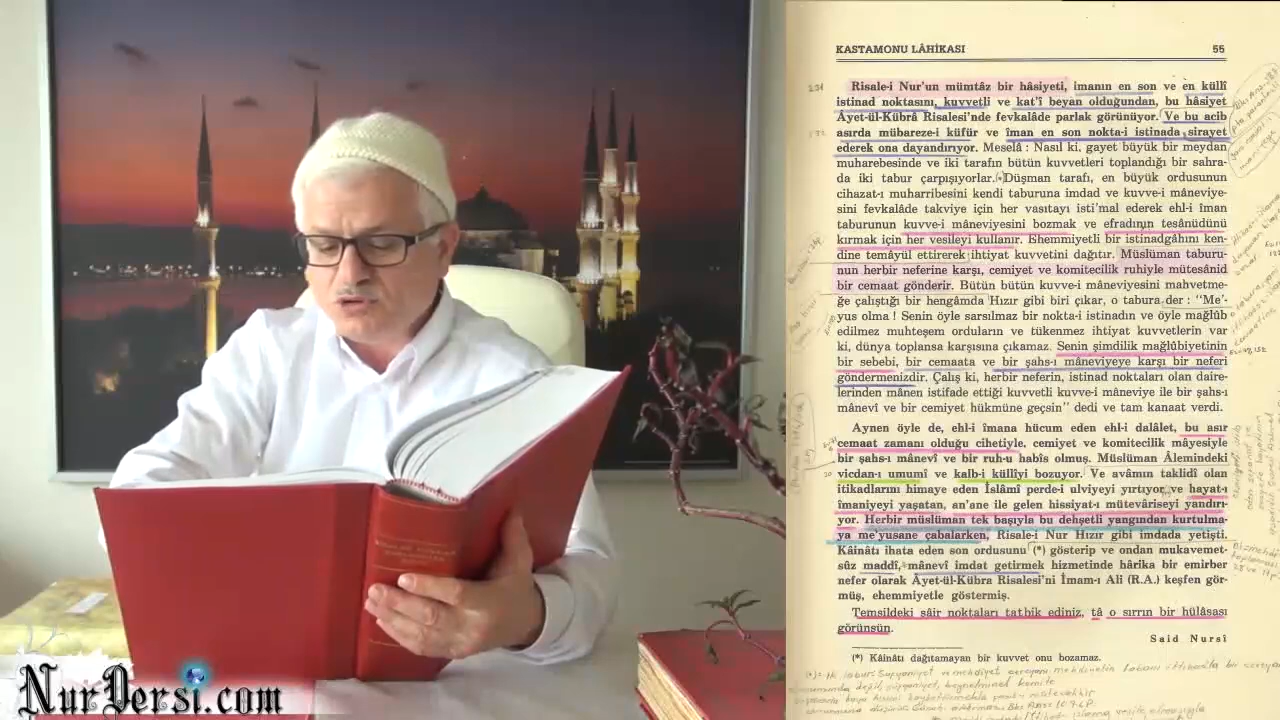 KASTAMONU LÂHİKASI 55
Risale-i Nur'un mümtâz bir hâsiyeti, imanın en son ve en küllî
istinad noktasını, kuvvetli ve kat'î beyan olduğundan, bu hâsiyet
Âyet-ül-Kübrâ Risalesi'nde fevkalâde parlak görünüyor. Ve bu acib
asırda mübareze-i küfür ve îman en son nokta-i istinada sirayet
ederek ona dayandırıyor. Meselâ: Nasıl ki, gayet büyük bir meydan
muharebesinde ve iki tarafın bütün kuvvetleri toplandığı bir sahra-
da iki tabur çarpışıyorlar. Düşman tarafı, en büyük ordusunun
cihazat-ı muharribesini kendi taburuna imdad ve kuvve-i mâneviye-
sini fevkalâde takviye için her vasıtayı isti'mal ederek ehl-i îman
taburunun kuvve-i mâneviyesini bozmak ve efradının tesânüdünü
kırmak için her vesileyi kullanır. Ehemmiyetli bir istinadgâhını ken-
dine temâyül ettirerek ihtiyat kuvvetini dağıtır. Müslüman taburu-
nun herbir neferine karşı, cemiyet ve komitecilik ruhiyle mütesânid
bir cemaat gönderir. Bütün bütün kuvve-i mâneviyesini mahvetme-
ğe çalıştığı bir hengâmda Hızır gibi biri çıkar, o tabura der: "Me'-
yus olma! Senin öyle sarsılmaz bir nokta-i istinadın ve öyle mağlûb
edilmez muhteşem orduların ve tükenmez ihtiyat kuvvetlerin var
ki, dünya toplansa karşısına çıkamaz. Senin şimdilik mağlûbiyetinin
bir sebebi, bir cemaata ve bir şahs-ı mâneviyeye karşı bir neferi
göndermenizdir. Çalış ki, herbir neferin, istinad noktaları olan daire-
lerinden mânen istifade ettiği kuvvetli kuvve-i mâneviye ile bir şahs-ı
mânevî ve bir cemiyet hükmüne geçsin" dedi ve tam kanaat verdi.
Aynen öyle de, ehl-i îmana hücum eden ehl-i dalâlet, bu asır
cemaat zamanı olduğu cihetiyle, cemiyet ve komitecilik mâyesiyle
bir şahs-ı mânevî ve bir ruh-u habîs olmuş. Müslüman Âlemindeki
vicdan-ı umumî ve kalb-i küllîyi bozuyor. Ve avâmın taklidî olan
itikadlarını himaye eden İslâmî perde-i ulviyeyi yırtıyor ve hayat-ı
îmaniyeyi yaşatan, an'ane ile gelen hissiyat-ı mütevâriseyi yandırı-
yor. Herbir müslüman tek başıyla bu dehşetli yangından kurtulma-
ya me'yusane çabalarken, Risale-i Nur Hızır gibi imdada yetişti.
Kâinâtı ihata eden son ordusunu (*) gösterip ve ondan mukavemet-
sûz maddî, mânevî imdat getirmek hizmetinde hârika bir emirber
nefer olarak Âyet-ül-Kübra Risalesi'ni İmam-ı Ali (R.A.) keşfen gör-
müş, ehemmiyetle göstermiş.
Temsildeki sâir noktaları tatbik ediniz, tâ o sırrın bir hülâsası
görünsün.
Said Nursî
(*) Kâinâtı dağıtamayan bir kuvvet onu bozamaz.
NurDersi.com